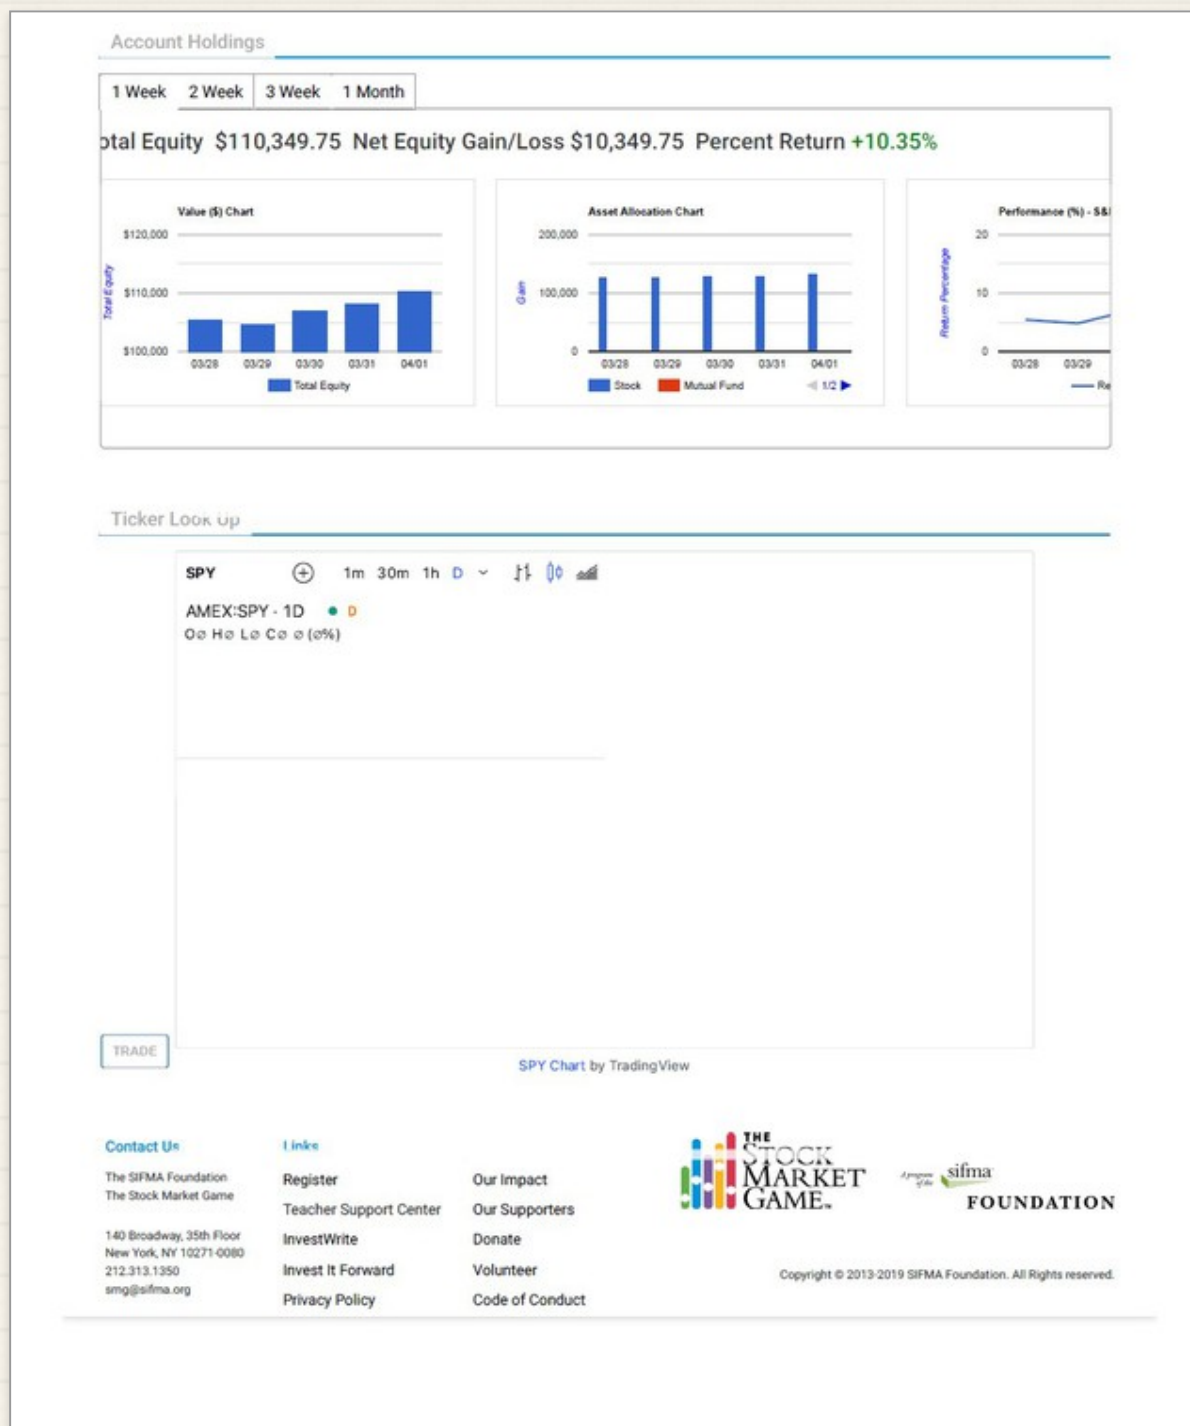 Account Holdings
1 Week 2 Week 3 Week 1 Month
otal Equity $110,349.75 Net Equity Gain/Loss $10,349.75 Percent Return +10.35%
Value ($) Chart
$120,000
$110,000
$100,000
Total Equity
03/28 03/29 03/30 03/31 04/01
Total Equity
Asset Allocation Chart
200,000
100,000
0
Gain
03/28 03/29 03/30 03/31 04/01
Stock Mutual Fund 1/2
Performance (%) - S&
20
10
0
Return Percentage
03/28 03/29
Re
Ticker Look Up
SPY 1m 30m 1h D
AMEX:SPY · 1D D
O∅ H∅ L∅ C∅ ∅ (∅%)
TRADE
SPY Chart by TradingView
Contact Us
The SIFMA Foundation
The Stock Market Game
140 Broadway, 35th Floor
New York, NY 10271-0080
212.313.1350
smg@sifma.org
Links
Register
Teacher Support Center
InvestWrite
Invest It Forward
Privacy Policy
Our Impact
Our Supporters
Donate
Volunteer
Code of Conduct
THE
STOCK
MARKET
GAME™
A program
of the
sifma
FOUNDATION
Copyright © 2013-2019 SIFMA Foundation. All Rights reserved.